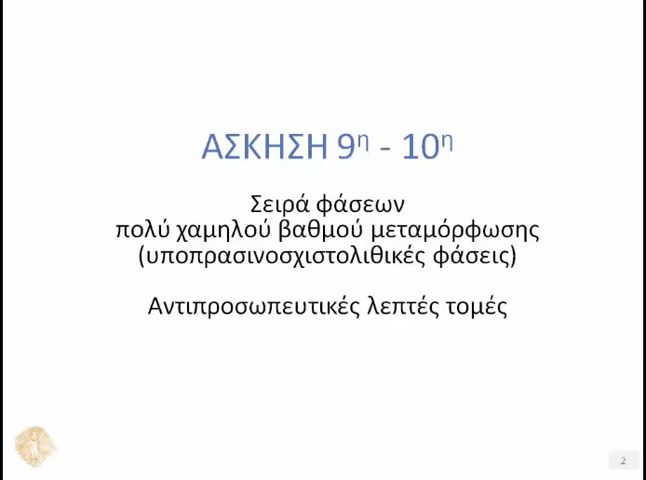 ΑΣΚΗΣΗ 9η - 10η
Σειρά φάσεων
πολύ χαμηλού βαθμού μεταμόρφωσης
(υποπρασινοσχιστολιθικές φάσεις)
Αντιπροσωπευτικές λεπτές τομές
2